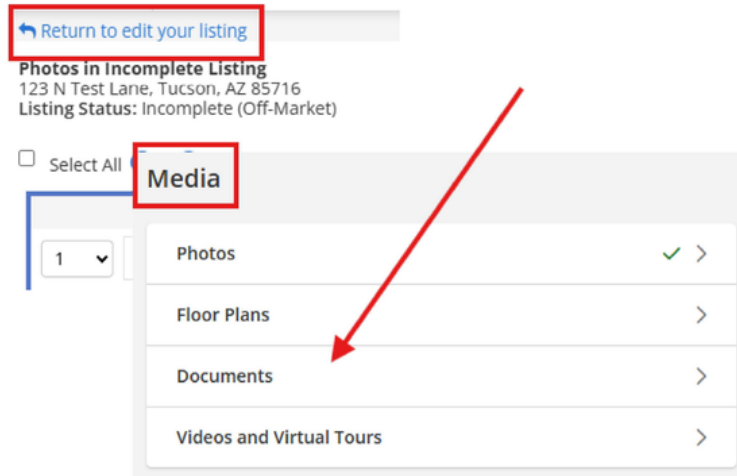 Return to edit your listing
Photos in Incomplete Listing
123 N Test Lane, Tucson, AZ 85716
Listing Status: Incomplete (Off-Market)
Select All
Media
1
Photos
Floor Plans
Documents
Videos and Virtual Tours